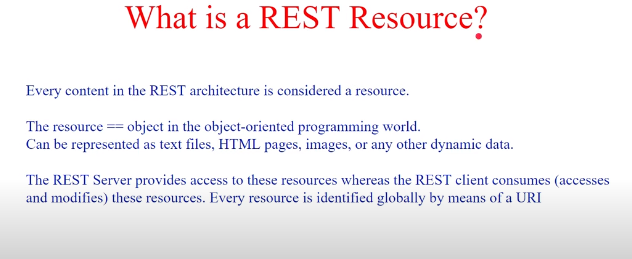 What is a REST Resource?
Every content in the REST architecture is considered a resource.
The resource == object in the object-oriented programming world.
Can be represented as text files, HTML pages, images, or any other dynamic data.
The REST Server provides access to these resources whereas the REST client consumes (accesses
and modifies) these resources. Every resource is identified globally by means of a URI